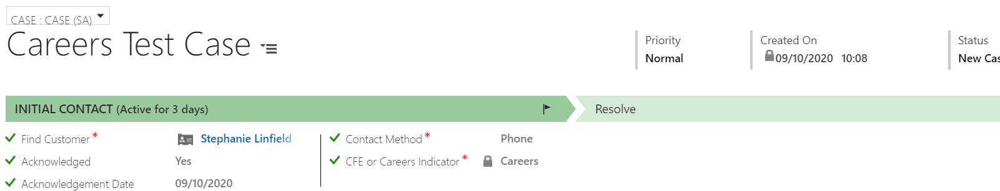 CASE : CASE (SA)
Careers Test Case
Priority
Normal
Created On
09/10/2020 10:08
Status
New Cas
INITIAL CONTACT (Active for 3 days)
Resolve
Find Customer *
Stephanie Linfield
Acknowledged
Yes
Acknowledgement Date
09/10/2020
Contact Method *
Phone
CFE or Careers Indicator *
Careers